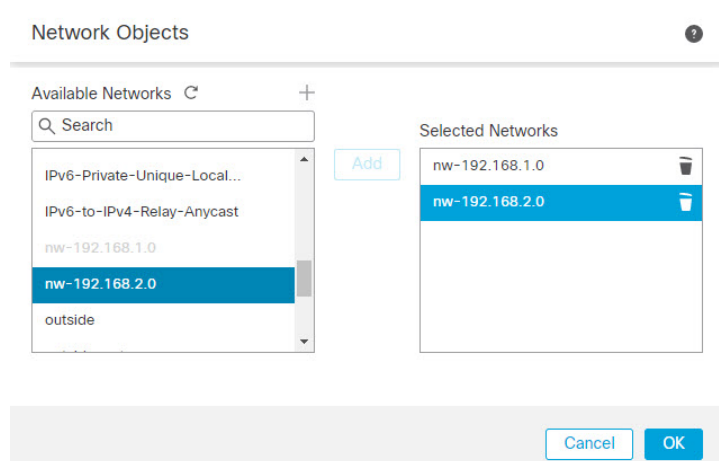 Network Objects
?
Available Networks
Search
IPv6-Private-Unique-Local...
IPv6-to-IPv4-Relay-Anycast
nw-192.168.1.0
nw-192.168.2.0
outside
Add
Selected Networks
nw-192.168.1.0
nw-192.168.2.0
Cancel
OK